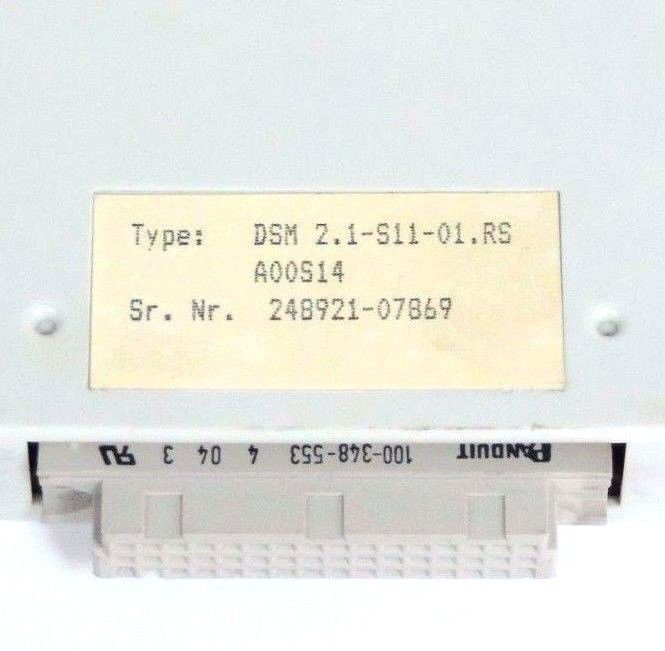 Type: DSM 2.1-S11-01.RS
A00S14
Sr. Nr. 248921-07869
PANDUIT 100-348-553 4 04 3